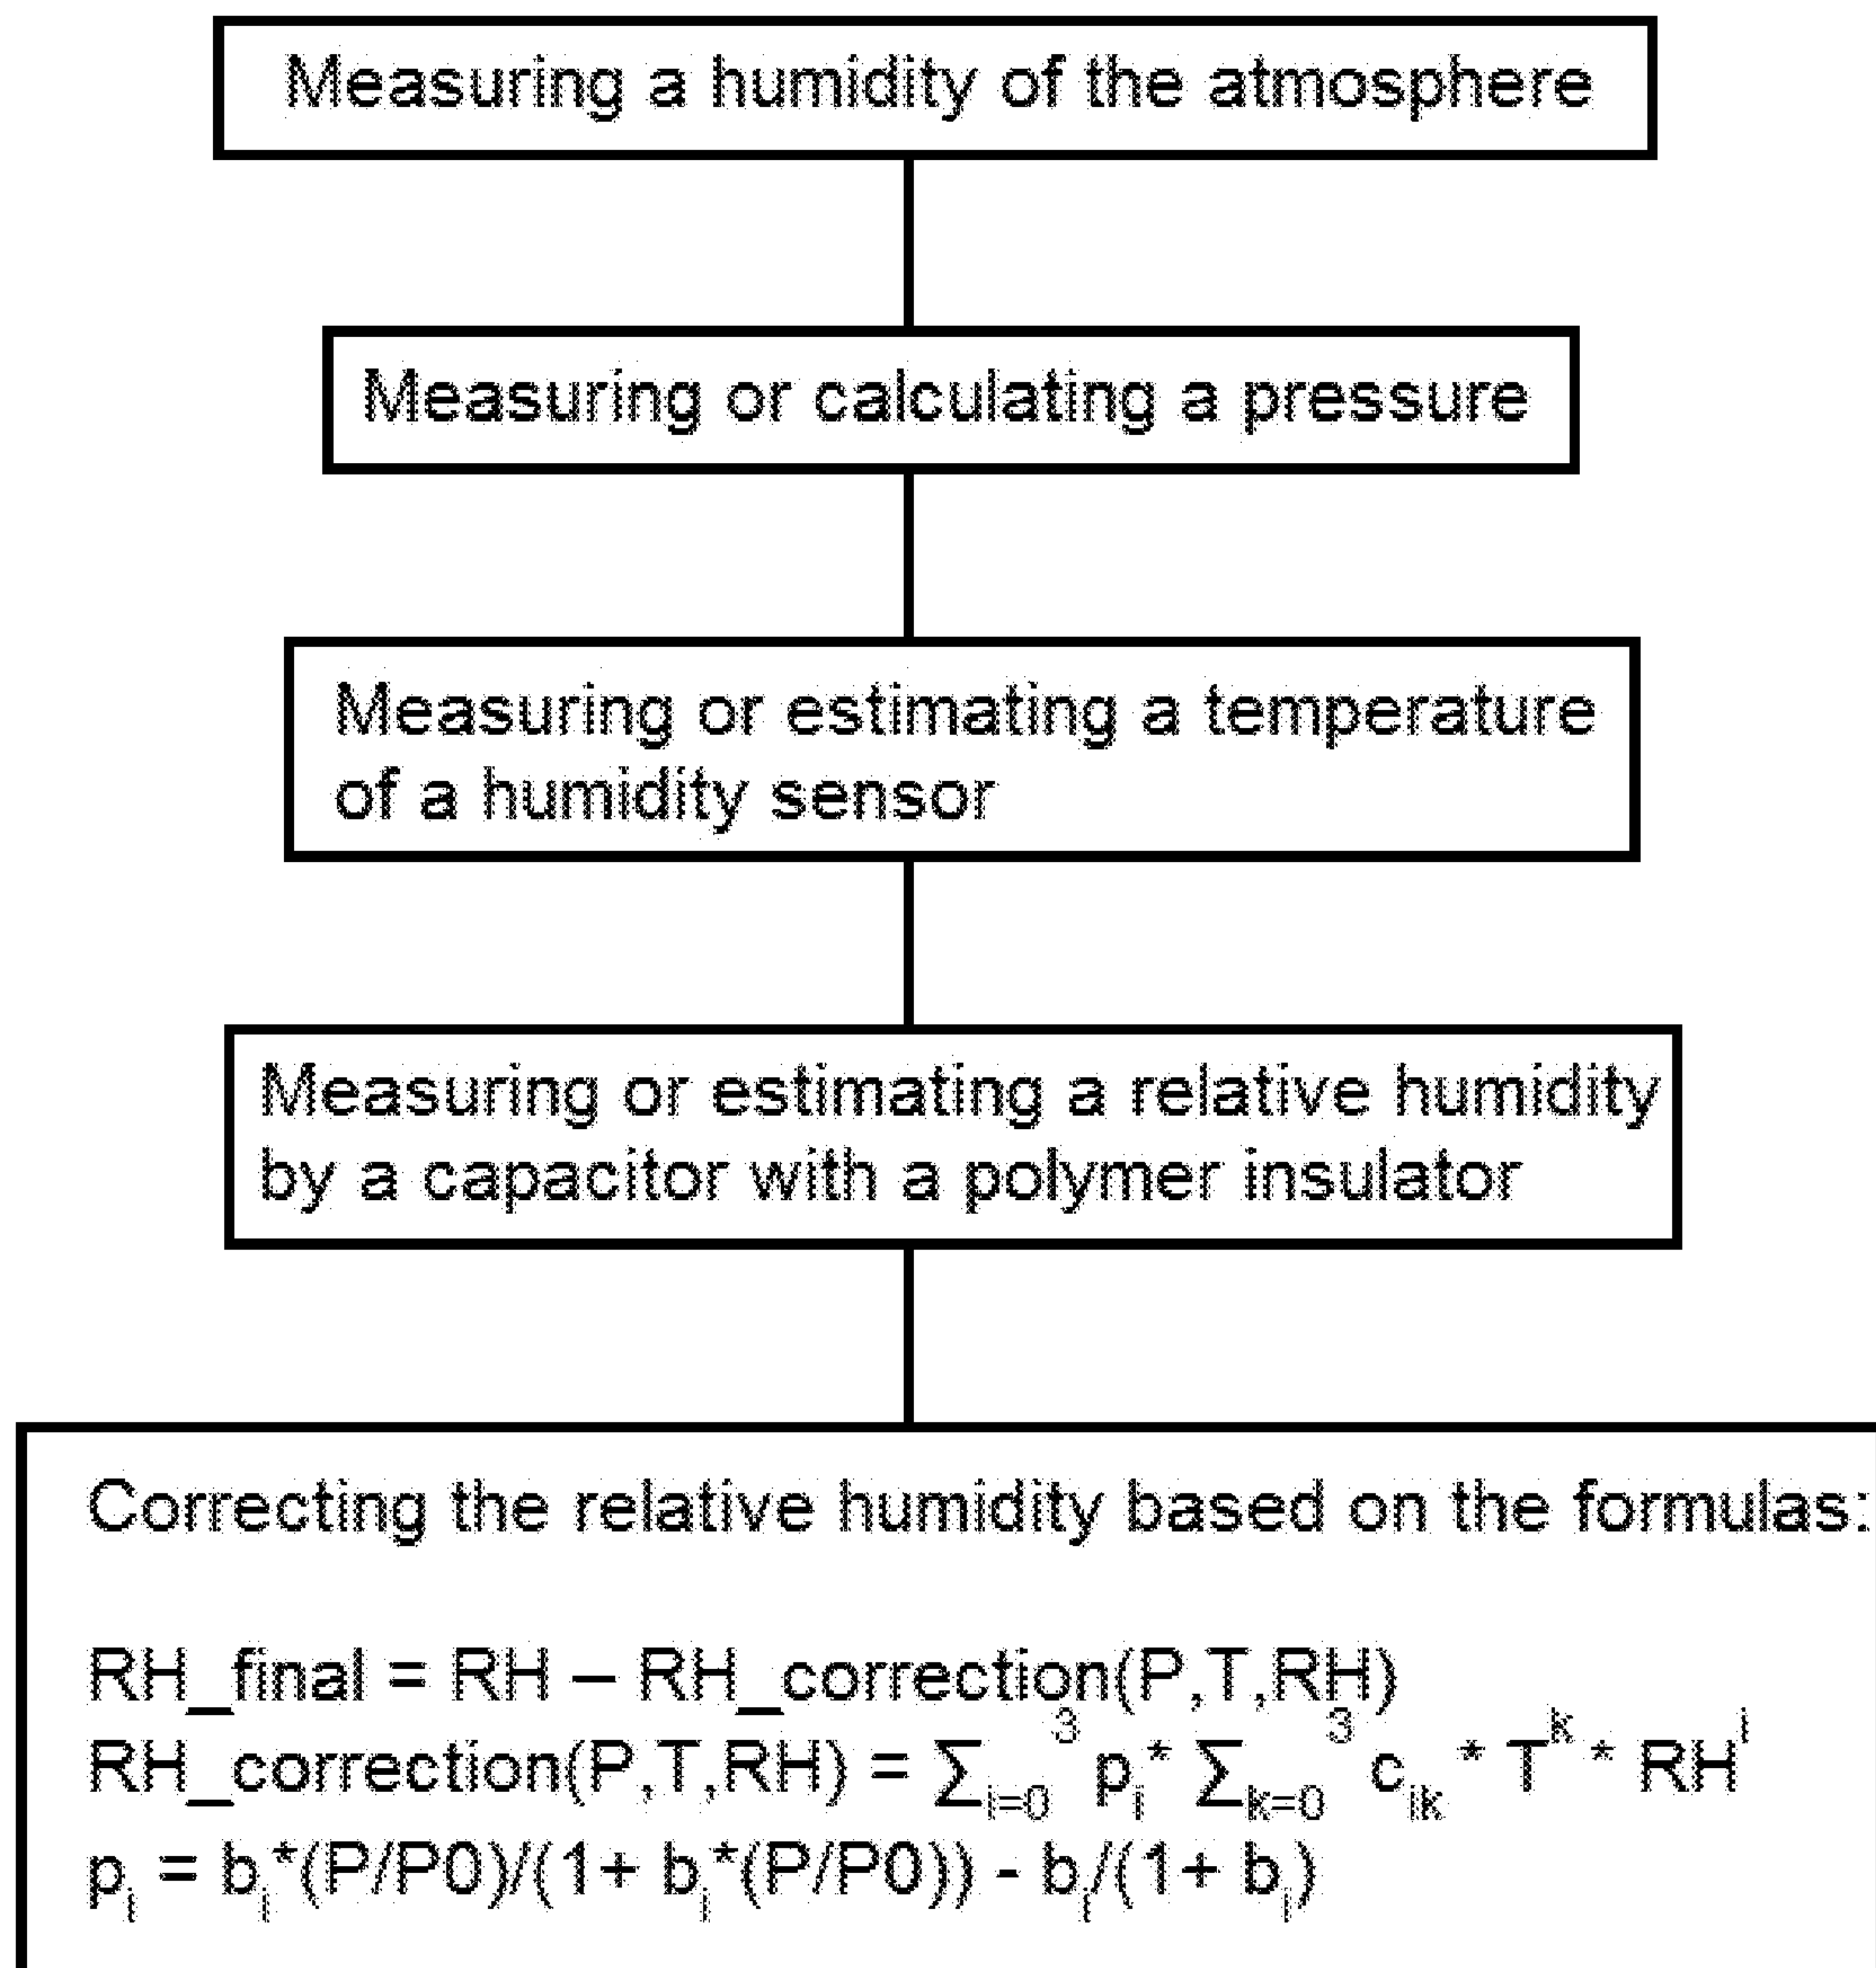 Measuring a humidity of the atmosphere
Measuring or calculating a pressure
Measuring or estimating a temperature
of a humidity sensor
Measuring or estimating a relative humidity
by a capacitor with a polymer insulator
Correcting the relative humidity based on the formulas:
RH_final = RH – RH_correction(P,T,RH)
RH_correction(P,T,RH) = ∑i=0^3 pi* ∑k=0^3 cik * T^k * RH^i
pi = bi*(P/P0)/(1+ bi*(P/P0)) - bi/(1+ bi)